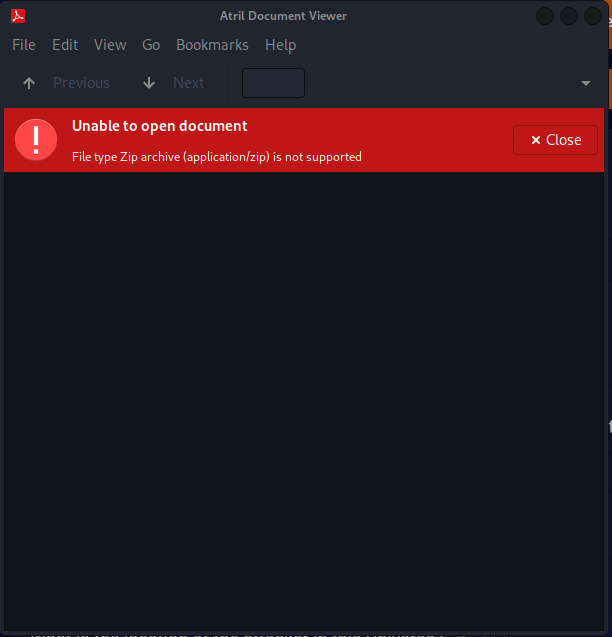 Atril Document Viewer
File Edit View Go Bookmarks Help
Previous Next
Unable to open document
Close
File type Zip archive (application/zip) is not supported